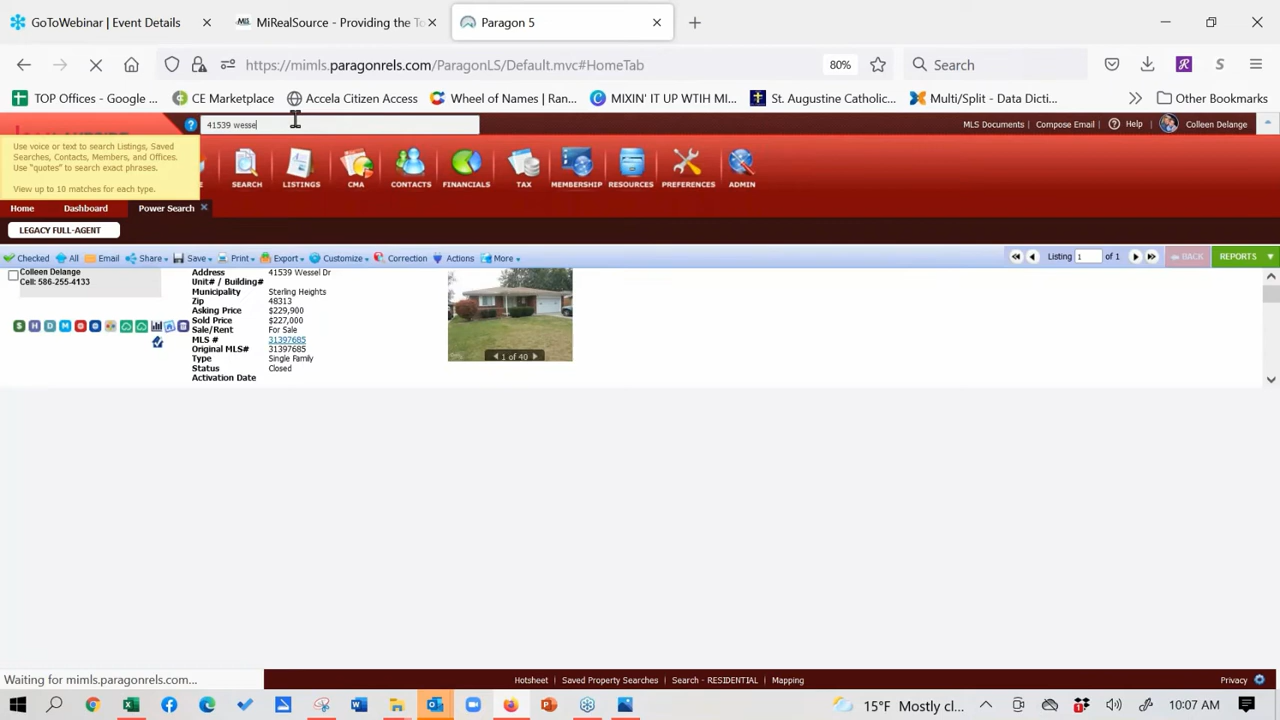 GoToWebinar | Event Details
MiRealSource - Providing the To
Paragon 5
https://mimls.paragonrels.com/ParagonLS/Default.mvc#HomeTab
80%
Search
TOP Offices - Google ...
CE Marketplace
Accela Citizen Access
Wheel of Names | Ran...
MIXIN' IT UP WTIH MI...
St. Augustine Catholic...
Multi/Split - Data Dicti...
Other Bookmarks
41539 wesse
MLS Documents
Compose Email
Help
Colleen Delange
Use voice or text to search Listings, Saved
Searches, Contacts, Members, and Offices.
Use "quotes" to search exact phrases.
View up to 10 matches for each type.
SEARCH
LISTINGS
CMA
CONTACTS
FINANCIALS
TAX
MEMBERSHIP
RESOURCES
PREFERENCES
ADMIN
Home
Dashboard
Power Search
LEGACY FULL-AGENT
Checked
All
Email
Share
Save
Print
Export
Customize
Correction
Actions
More
Listing 1 of 1
BACK
REPORTS
Colleen Delange
Cell: 586-255-4133
Address 41539 Wessel Dr
Unit# / Building#
Municipality Sterling Heights
Zip 48313
Asking Price $229,900
Sold Price $227,000
Sale/Rent For Sale
MLS # 31397685
Original MLS# 31397685
Type Single Family
Status Closed
Activation Date
1 of 40
Waiting for mimls.paragonrels.com...
Hotsheet
Saved Property Searches
Search - RESIDENTIAL
Mapping
Privacy
15°F Mostly cl...
10:07 AM